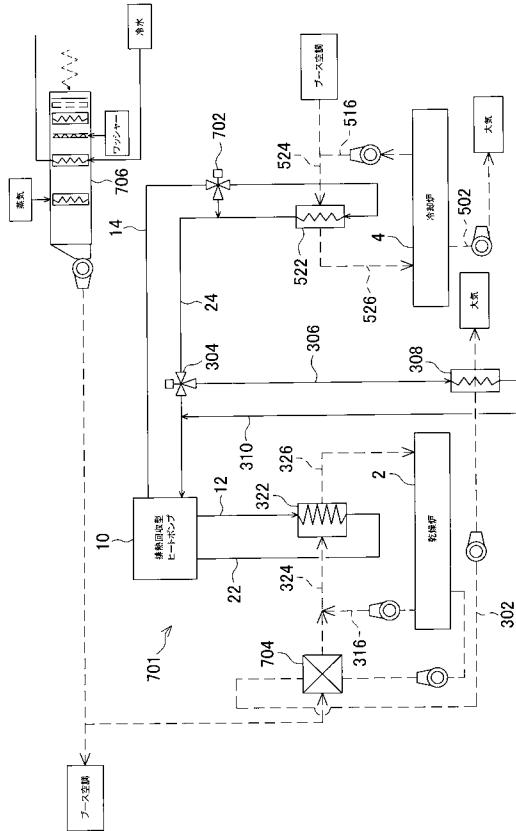 冷水
ワッシャー
蒸気
706
702
ブース空調
14
524
516
大気
522
4
冷却炉
502
24
526
大気
304
306
308
310
10
排熱回収型
ヒートポンプ
12
322
326
2
乾燥炉
22
324
316
302
701
704
ブース空調